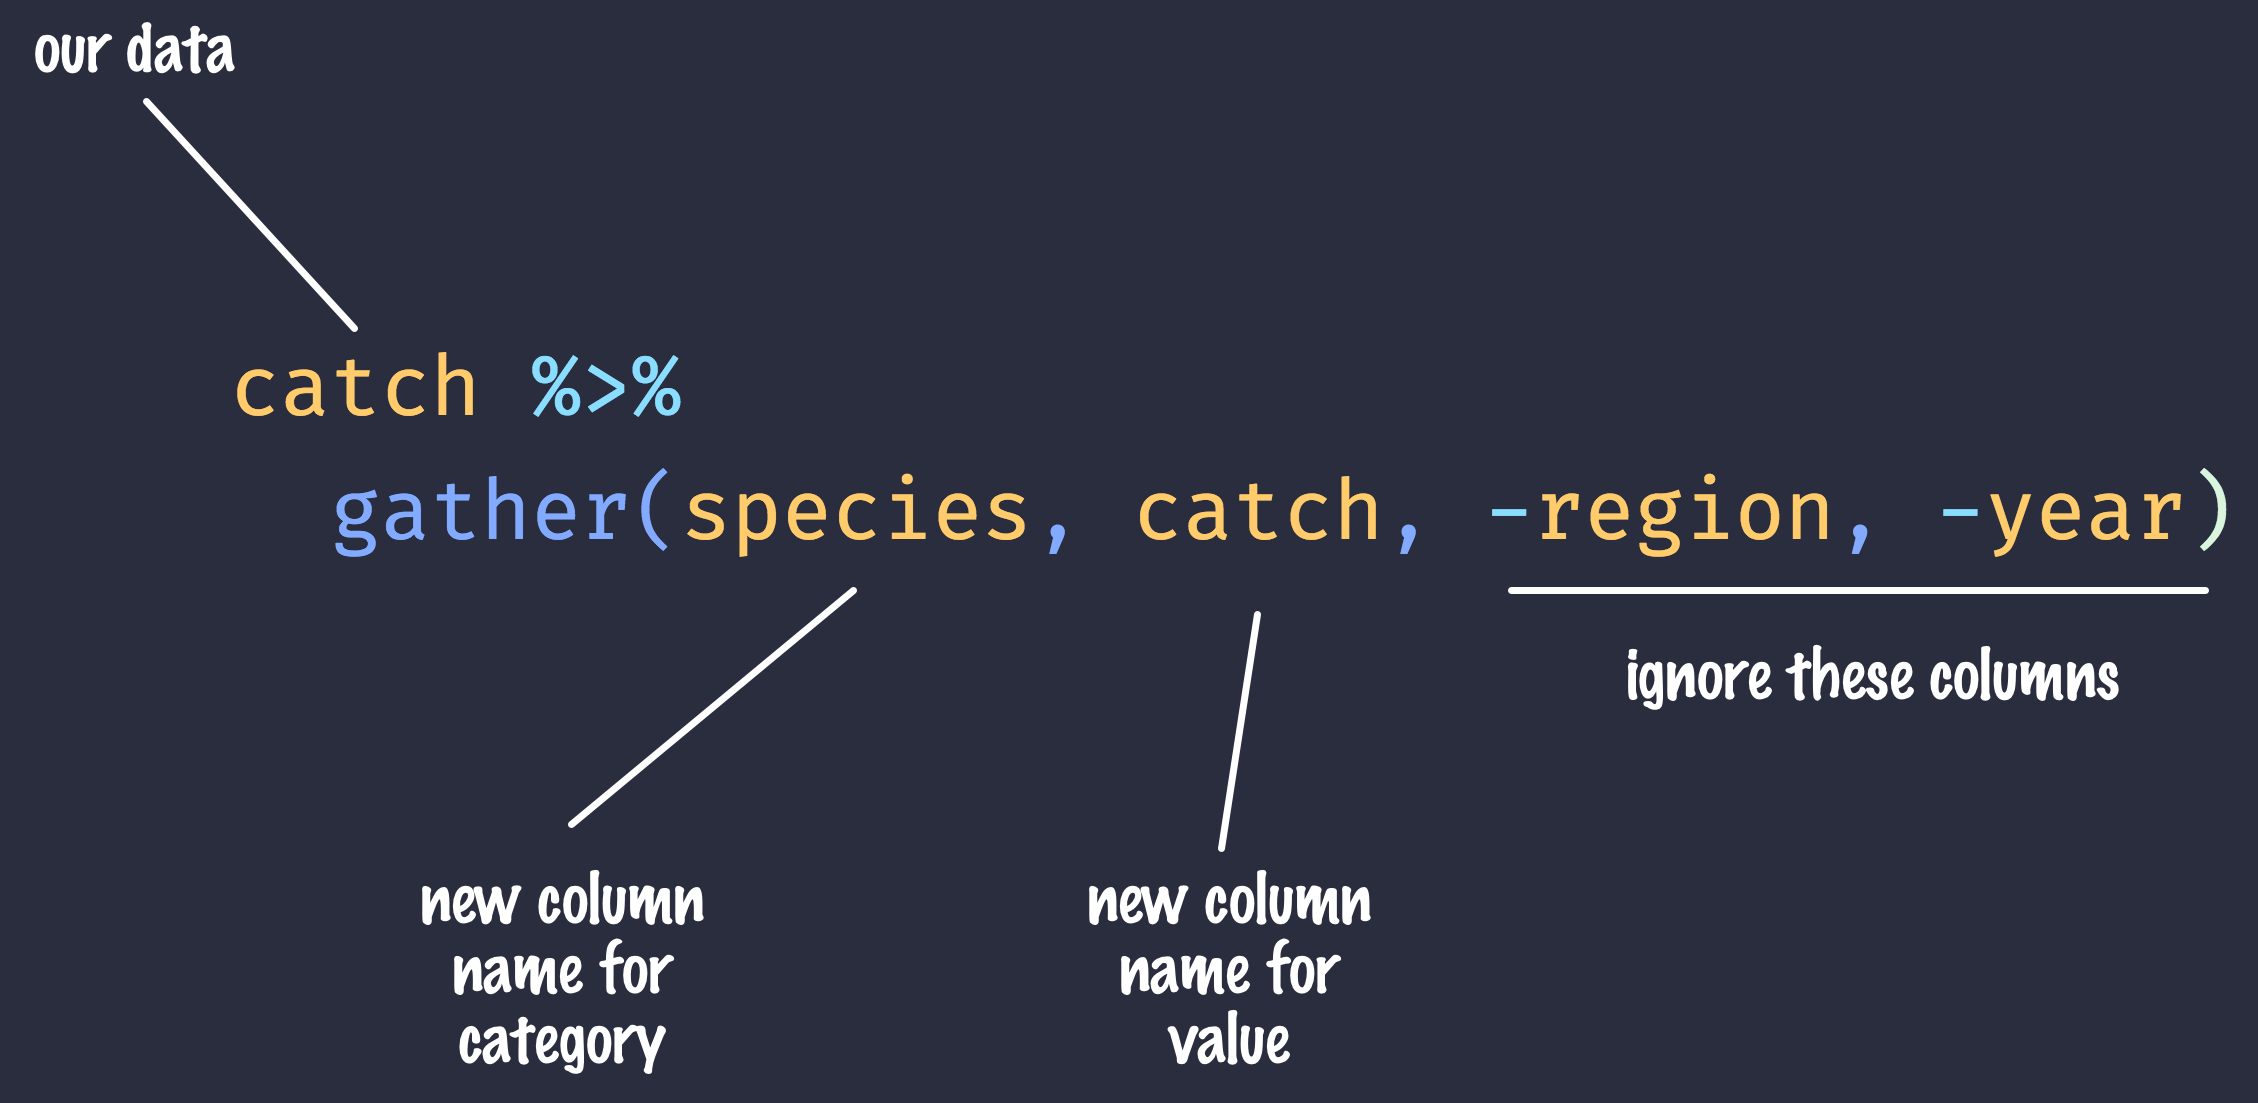 our data
catch %>%
gather(species, catch, -region, -year)
ignore these columns
new column
name for
category
new column
name for
value